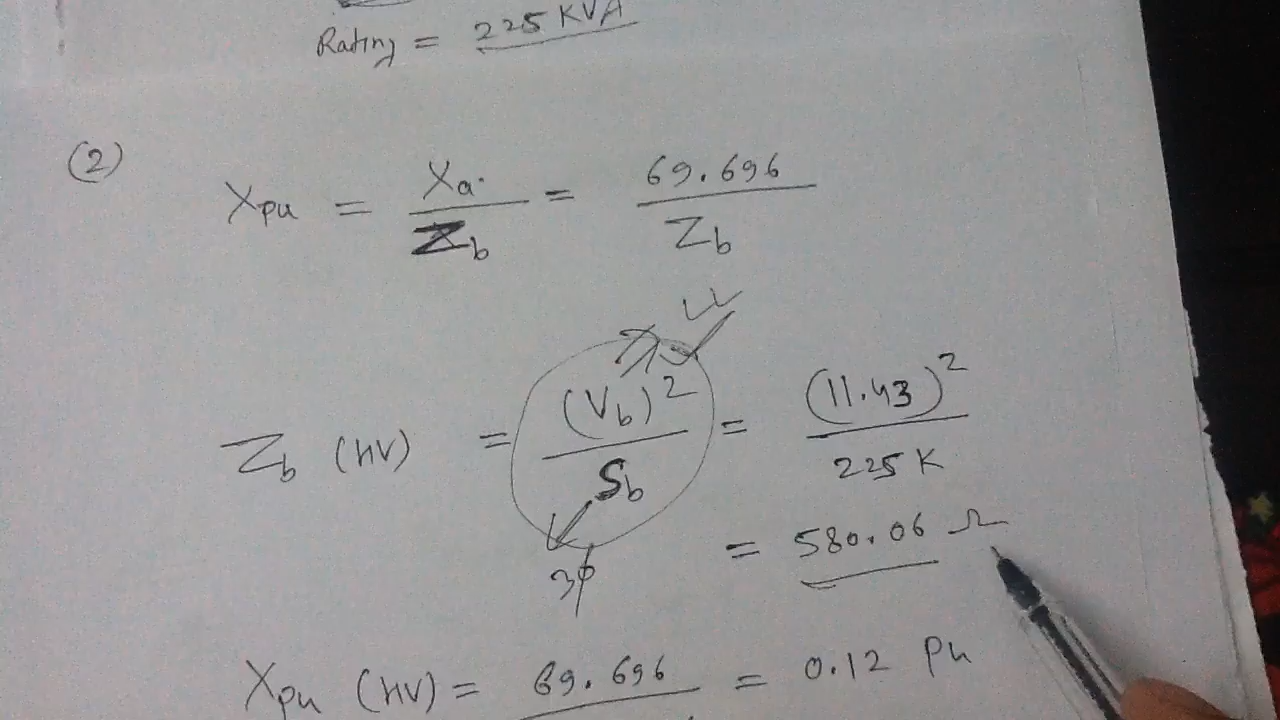 Rating = 225 KVA
(2)
Xpu = Xa / Zb = 69.696 / Zb
LL
Zb (HV) = (Vb)² / Sb = (11.43)² / 225 K
3φ
= 580.06 Ω
Xpu (HV) = 69.696 = 0.12 Pu